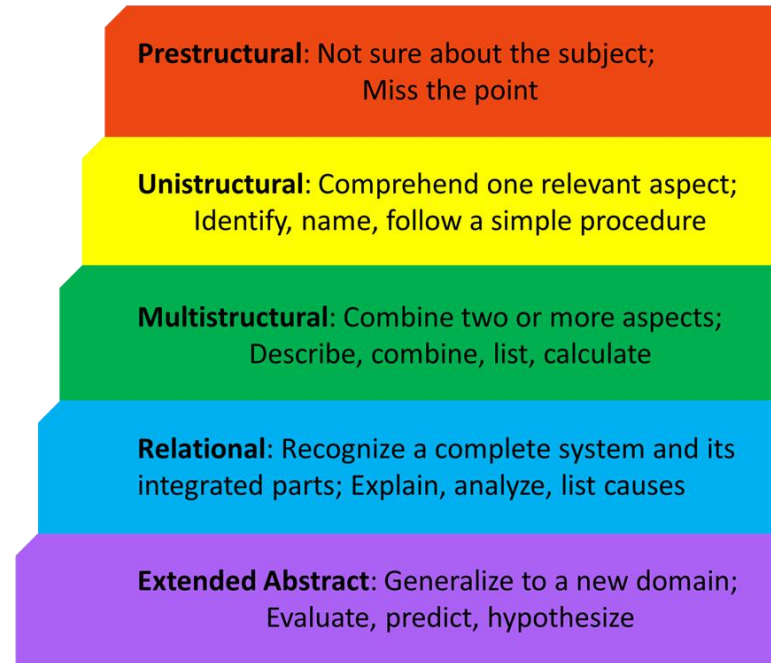 Prestructural: Not sure about the subject;
Miss the point
Unistructural: Comprehend one relevant aspect;
Identify, name, follow a simple procedure
Multistructural: Combine two or more aspects;
Describe, combine, list, calculate
Relational: Recognize a complete system and its
integrated parts; Explain, analyze, list causes
Extended Abstract: Generalize to a new domain;
Evaluate, predict, hypothesize